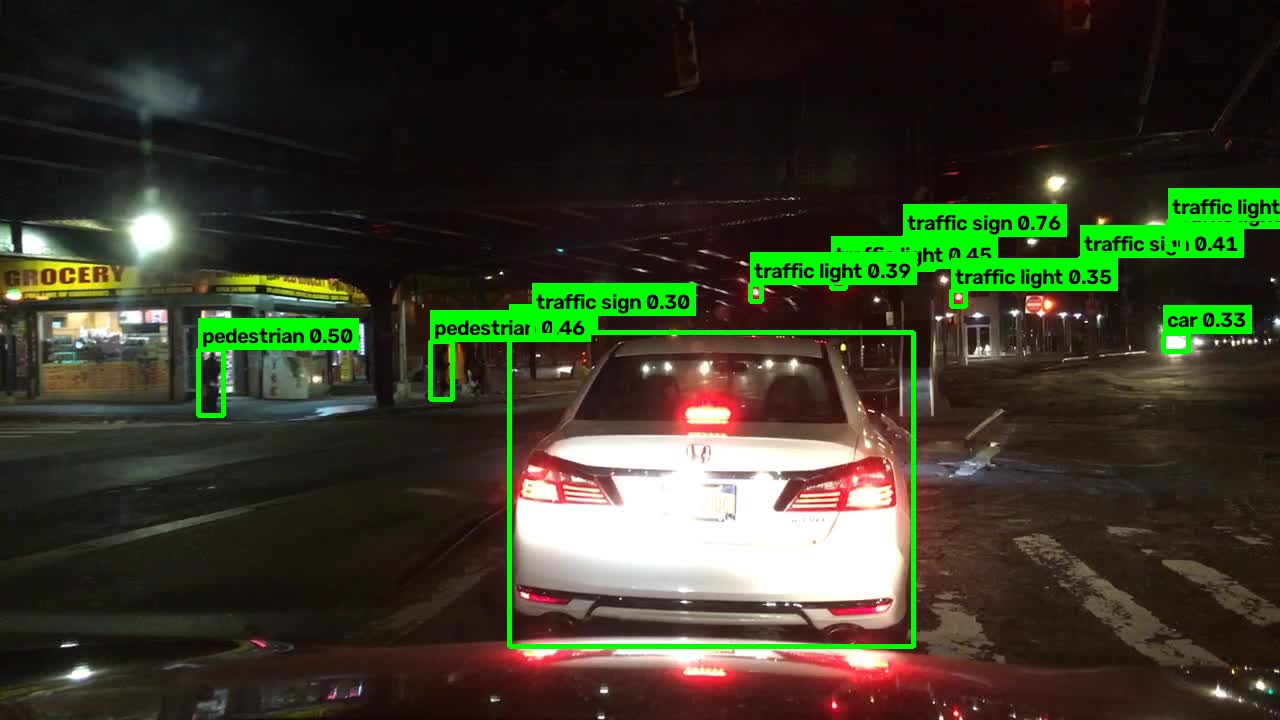 traffic light
traffic sign 0.76
traffic sign 0.41
traffic light 0.45
traffic light 0.39
traffic light 0.35
GROCERY
traffic sign 0.30
car 0.33
pedestrian 0.46
pedestrian 0.50